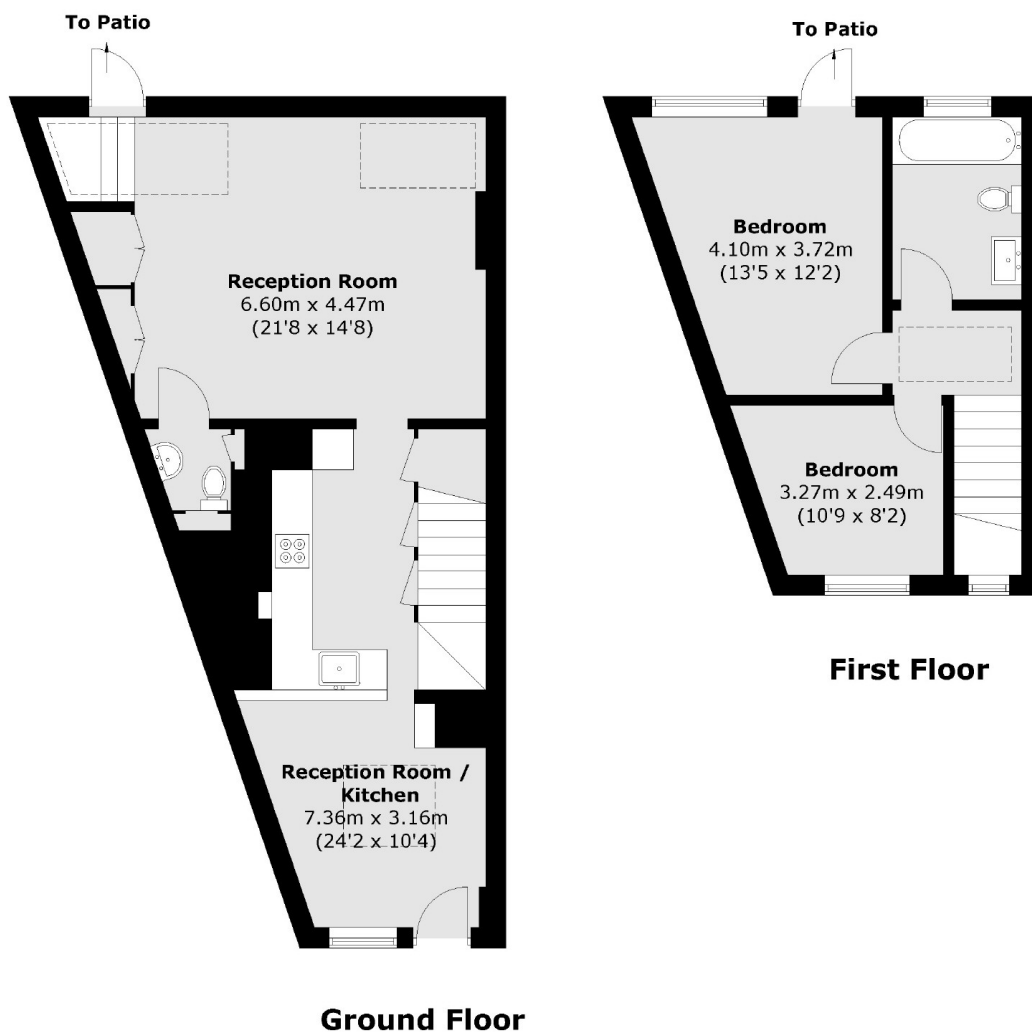 To Patio
Reception Room
6.60m x 4.47m
(21'8 x 14'8)
Reception Room /
Kitchen
7.36m x 3.16m
(24'2 x 10'4)
Ground Floor
To Patio
Bedroom
4.10m x 3.72m
(13'5 x 12'2)
Bedroom
3.27m x 2.49m
(10'9 x 8'2)
First Floor